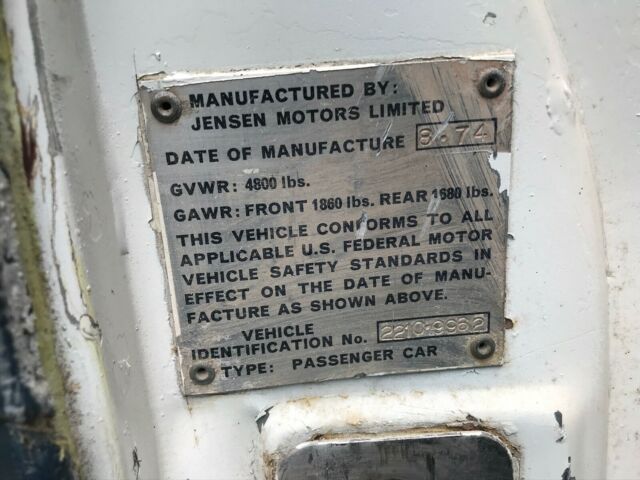 MANUFACTURED BY:
JENSEN MOTORS LIMITED
DATE OF MANUFACTURE 8·74
GVWR: 4800 lbs.
GAWR: FRONT 1860 lbs. REAR 1680 lbs.
THIS VEHICLE CONFORMS TO ALL
APPLICABLE U.S. FEDERAL MOTOR
VEHICLE SAFETY STANDARDS IN
EFFECT ON THE DATE OF MANU-
FACTURE AS SHOWN ABOVE.
VEHICLE
IDENTIFICATION No.
TYPE: PASSENGER CAR